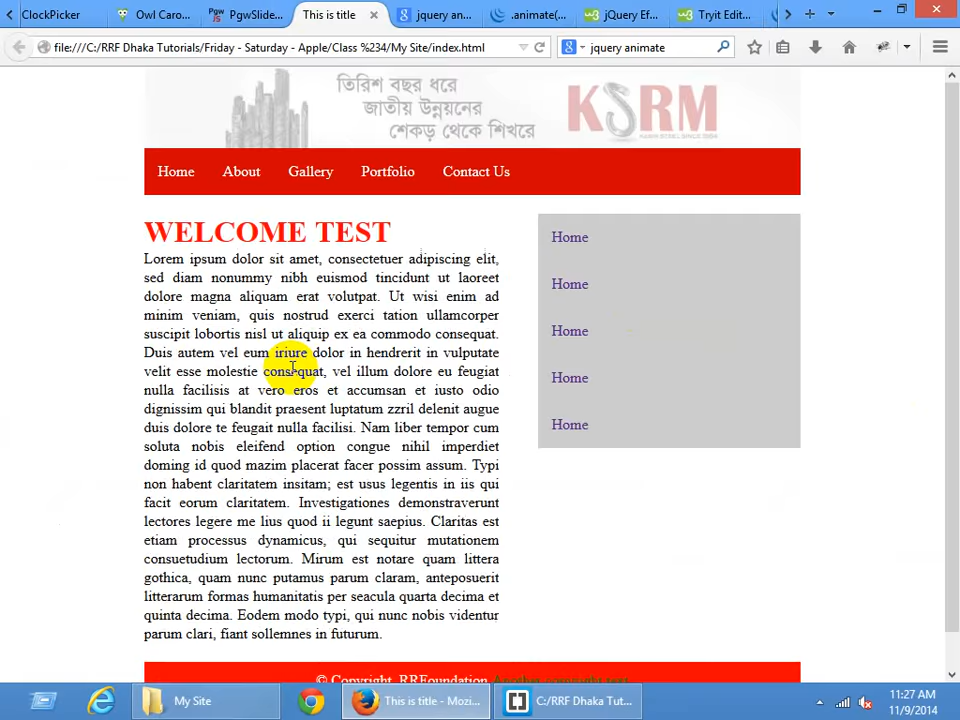 ClockPicker
Owl Caro...
PgwSlide...
This is title
jquery an...
.animate(...
jQuery Ef...
Tryit Edit...
file:///C:/RRF Dhaka Tutorials/Friday - Saturday - Apple/Class %234/My Site/index.html
jquery animate
তিরিশ বছর ধরে
জাতীয় উন্নয়নের
শেকড় থেকে শিখরে
KSRM
Home About Gallery Portfolio Contact Us
WELCOME TEST
Lorem ipsum dolor sit amet, consectetuer adipiscing elit,
sed diam nonummy nibh euismod tincidunt ut laoreet
dolore magna aliquam erat volutpat. Ut wisi enim ad
minim veniam, quis nostrud exerci tation ullamcorper
suscipit lobortis nisl ut aliquip ex ea commodo consequat.
Duis autem vel eum iriure dolor in hendrerit in vulputate
velit esse molestie consequat, vel illum dolore eu feugiat
nulla facilisis at vero eros et accumsan et iusto odio
dignissim qui blandit praesent luptatum zzril delenit augue
duis dolore te feugait nulla facilisi. Nam liber tempor cum
soluta nobis eleifend option congue nihil imperdiet
doming id quod mazim placerat facer possim assum. Typi
non habent claritatem insitam; est usus legentis in iis qui
facit eorum claritatem. Investigationes demonstraverunt
lectores legere me lius quod ii legunt saepius. Claritas est
etiam processus dynamicus, qui sequitur mutationem
consuetudium lectorum. Mirum est notare quam littera
gothica, quam nunc putamus parum claram, anteposuerit
litterarum formas humanitatis per seacula quarta decima et
quinta decima. Eodem modo typi, qui nunc nobis videntur
parum clari, fiant sollemnes in futurum.
Home
Home
Home
Home
Home
© Copyright, RRFoundation Another copyright text
My Site
This is title - Mozi...
C:/RRF Dhaka Tut...
11:27 AM
11/9/2014